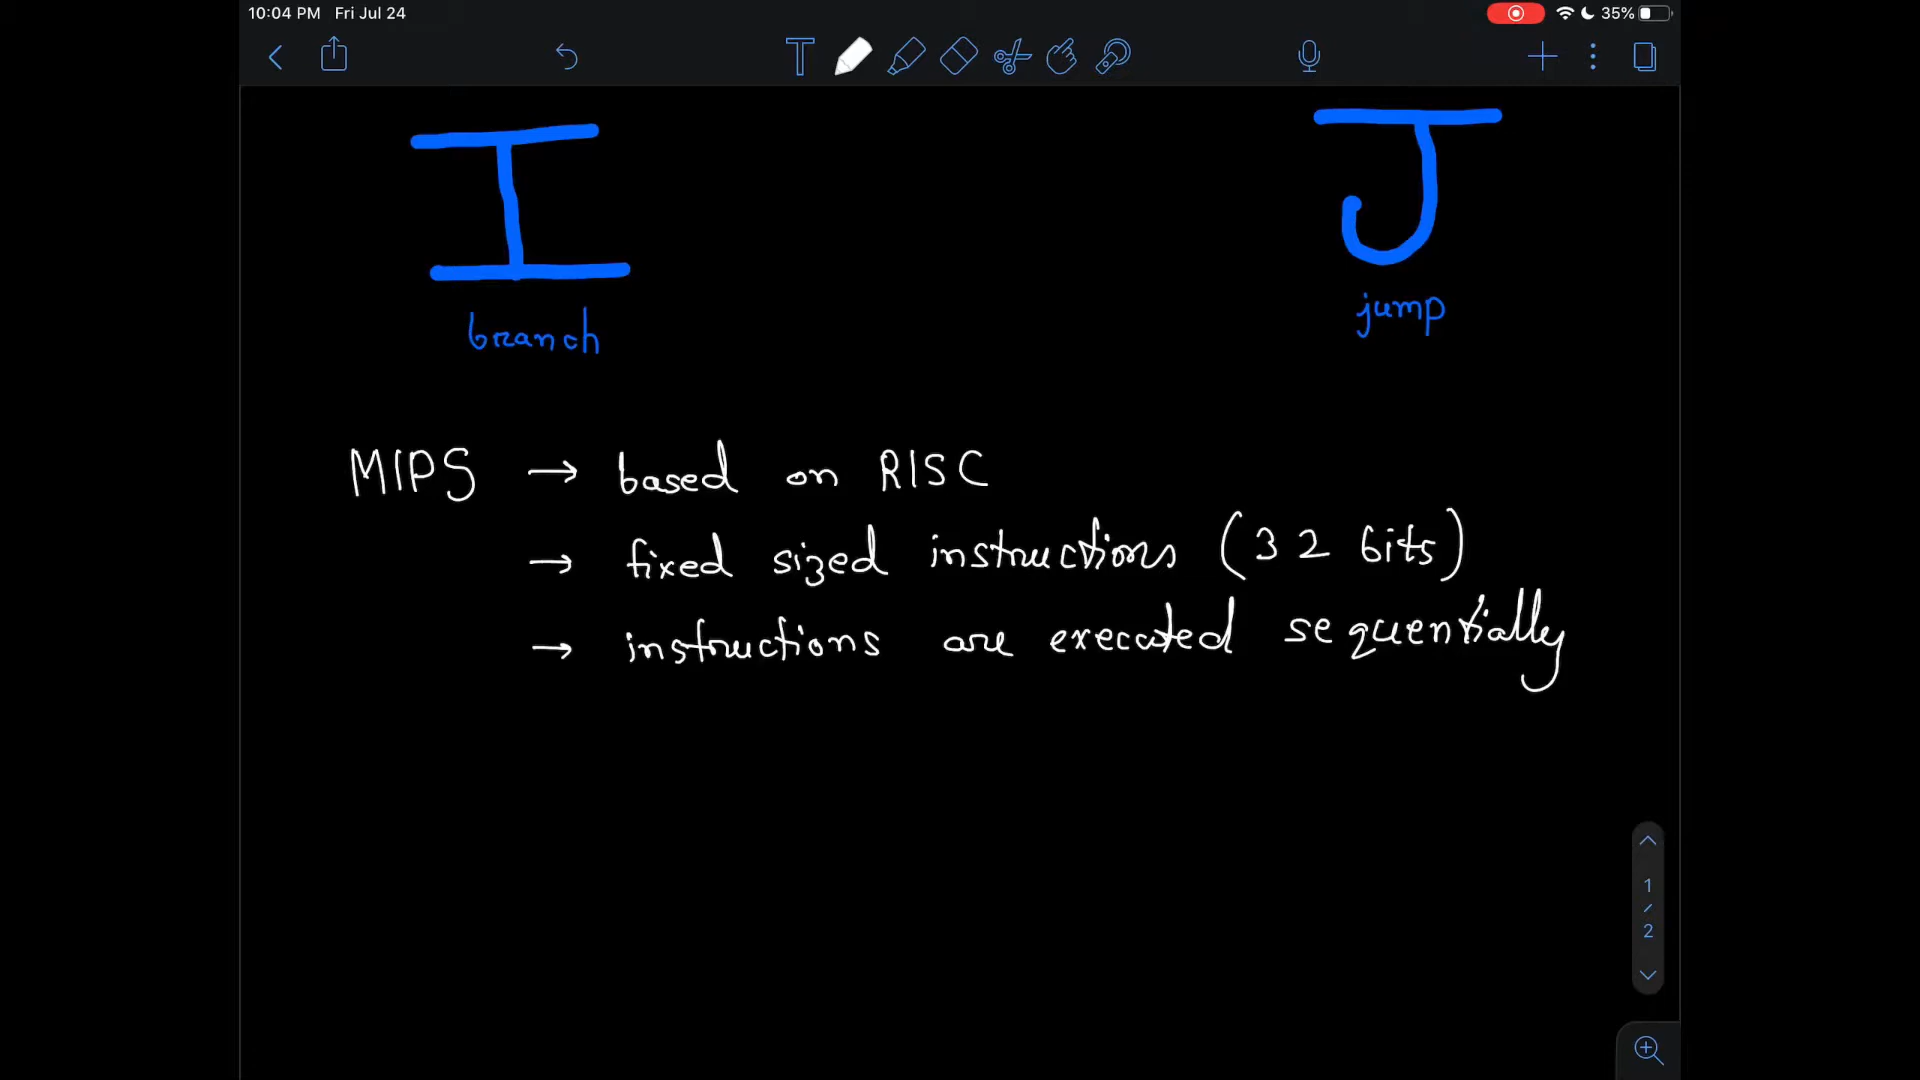 10:04 PM Fri Jul 24 35%
T
I J
branch jump
MIPS → based on RISC
→ fixed sized instructions (32 bits)
→ instructions are executed sequentially
1
/
2